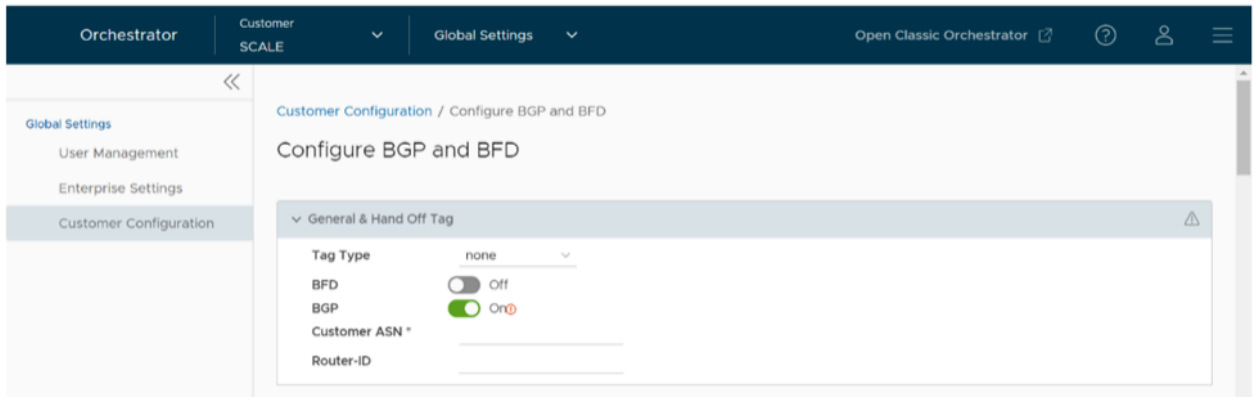 Orchestrator
Customer
SCALE
Global Settings
Open Classic Orchestrator
Global Settings
User Management
Enterprise Settings
Customer Configuration
Customer Configuration / Configure BGP and BFD
Configure BGP and BFD
General & Hand Off Tag
Tag Type none
BFD Off
BGP On
Customer ASN *
Router-ID